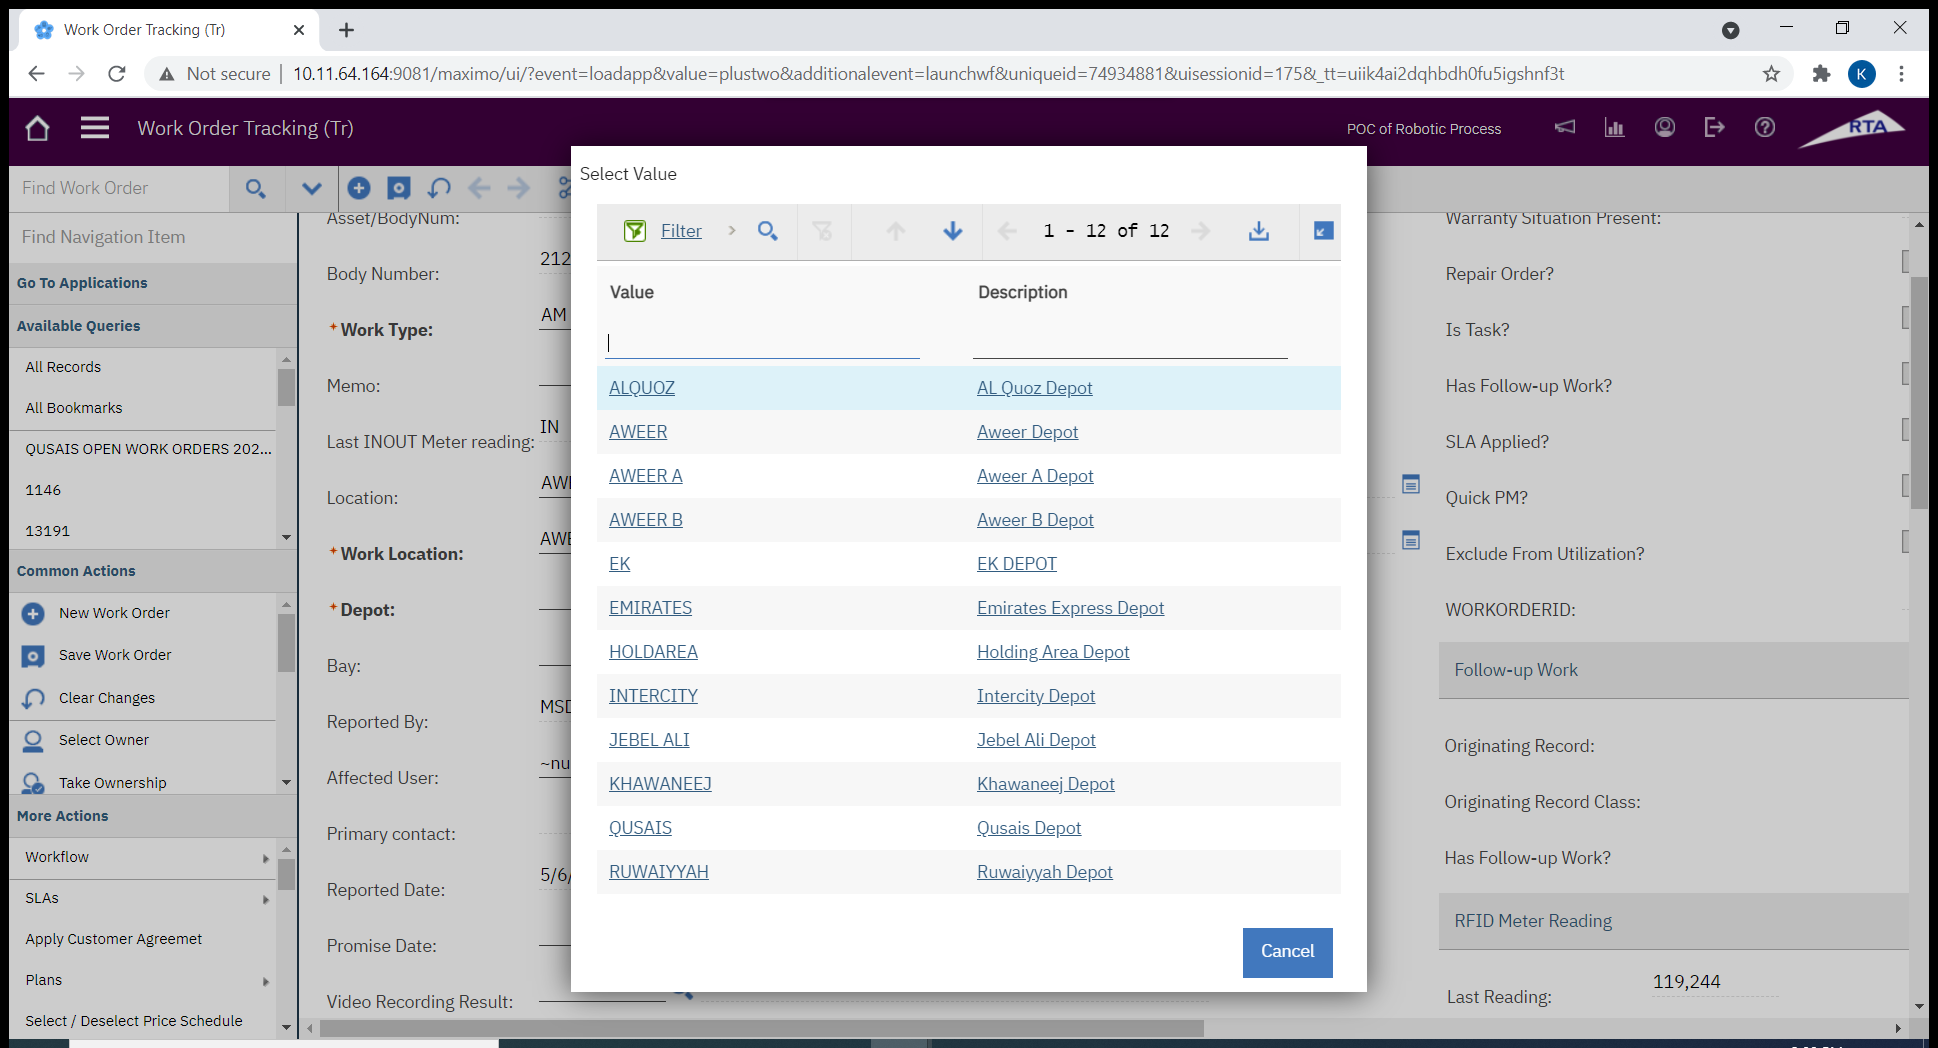 Work Order Tracking (Tr)
Not secure
10.11.64.164:9081/maximo/ui/?event=loadapp&value=plustwo&additionalevent=launchwf&uniqueid=74934881&uisessionid=175&_tt=uiik4ai2dqhbdh0fu5igshnf3t
K
Work Order Tracking (Tr)
POC of Robotic Process
RTA
Find Work Order
Find Navigation Item
Go To Applications
Available Queries
All Records
All Bookmarks
QUSAIS OPEN WORK ORDERS 202...
1146
13191
Common Actions
New Work Order
Save Work Order
Clear Changes
Select Owner
Take Ownership
More Actions
Workflow
SLAs
Apply Customer Agreemet
Plans
Select / Deselect Price Schedule
Asset/BodyNum:
Body Number: 212
*Work Type: AM
Memo:
Last INOUT Meter reading: IN
Location:
*Work Location:
*Depot:
Bay:
Reported By:
Affected User: ~nu
Primary contact:
Reported Date: 5/6/
Promise Date:
Video Recording Result:
Select Value
Filter
1 - 12 of 12
Value Description
ALQUOZ AL Quoz Depot
AWEER Aweer Depot
AWEER A Aweer A Depot
AWEER B Aweer B Depot
EK EK DEPOT
EMIRATES Emirates Express Depot
HOLDAREA Holding Area Depot
INTERCITY Intercity Depot
JEBEL ALI Jebel Ali Depot
KHAWANEEJ Khawaneej Depot
QUSAIS Qusais Depot
RUWAIYYAH Ruwaiyyah Depot
Cancel
Warranty Situation Present:
Repair Order?
Is Task?
Has Follow-up Work?
SLA Applied?
Quick PM?
Exclude From Utilization?
WORKORDERID:
Follow-up Work
Originating Record:
Originating Record Class:
Has Follow-up Work?
RFID Meter Reading
Last Reading: 119,244